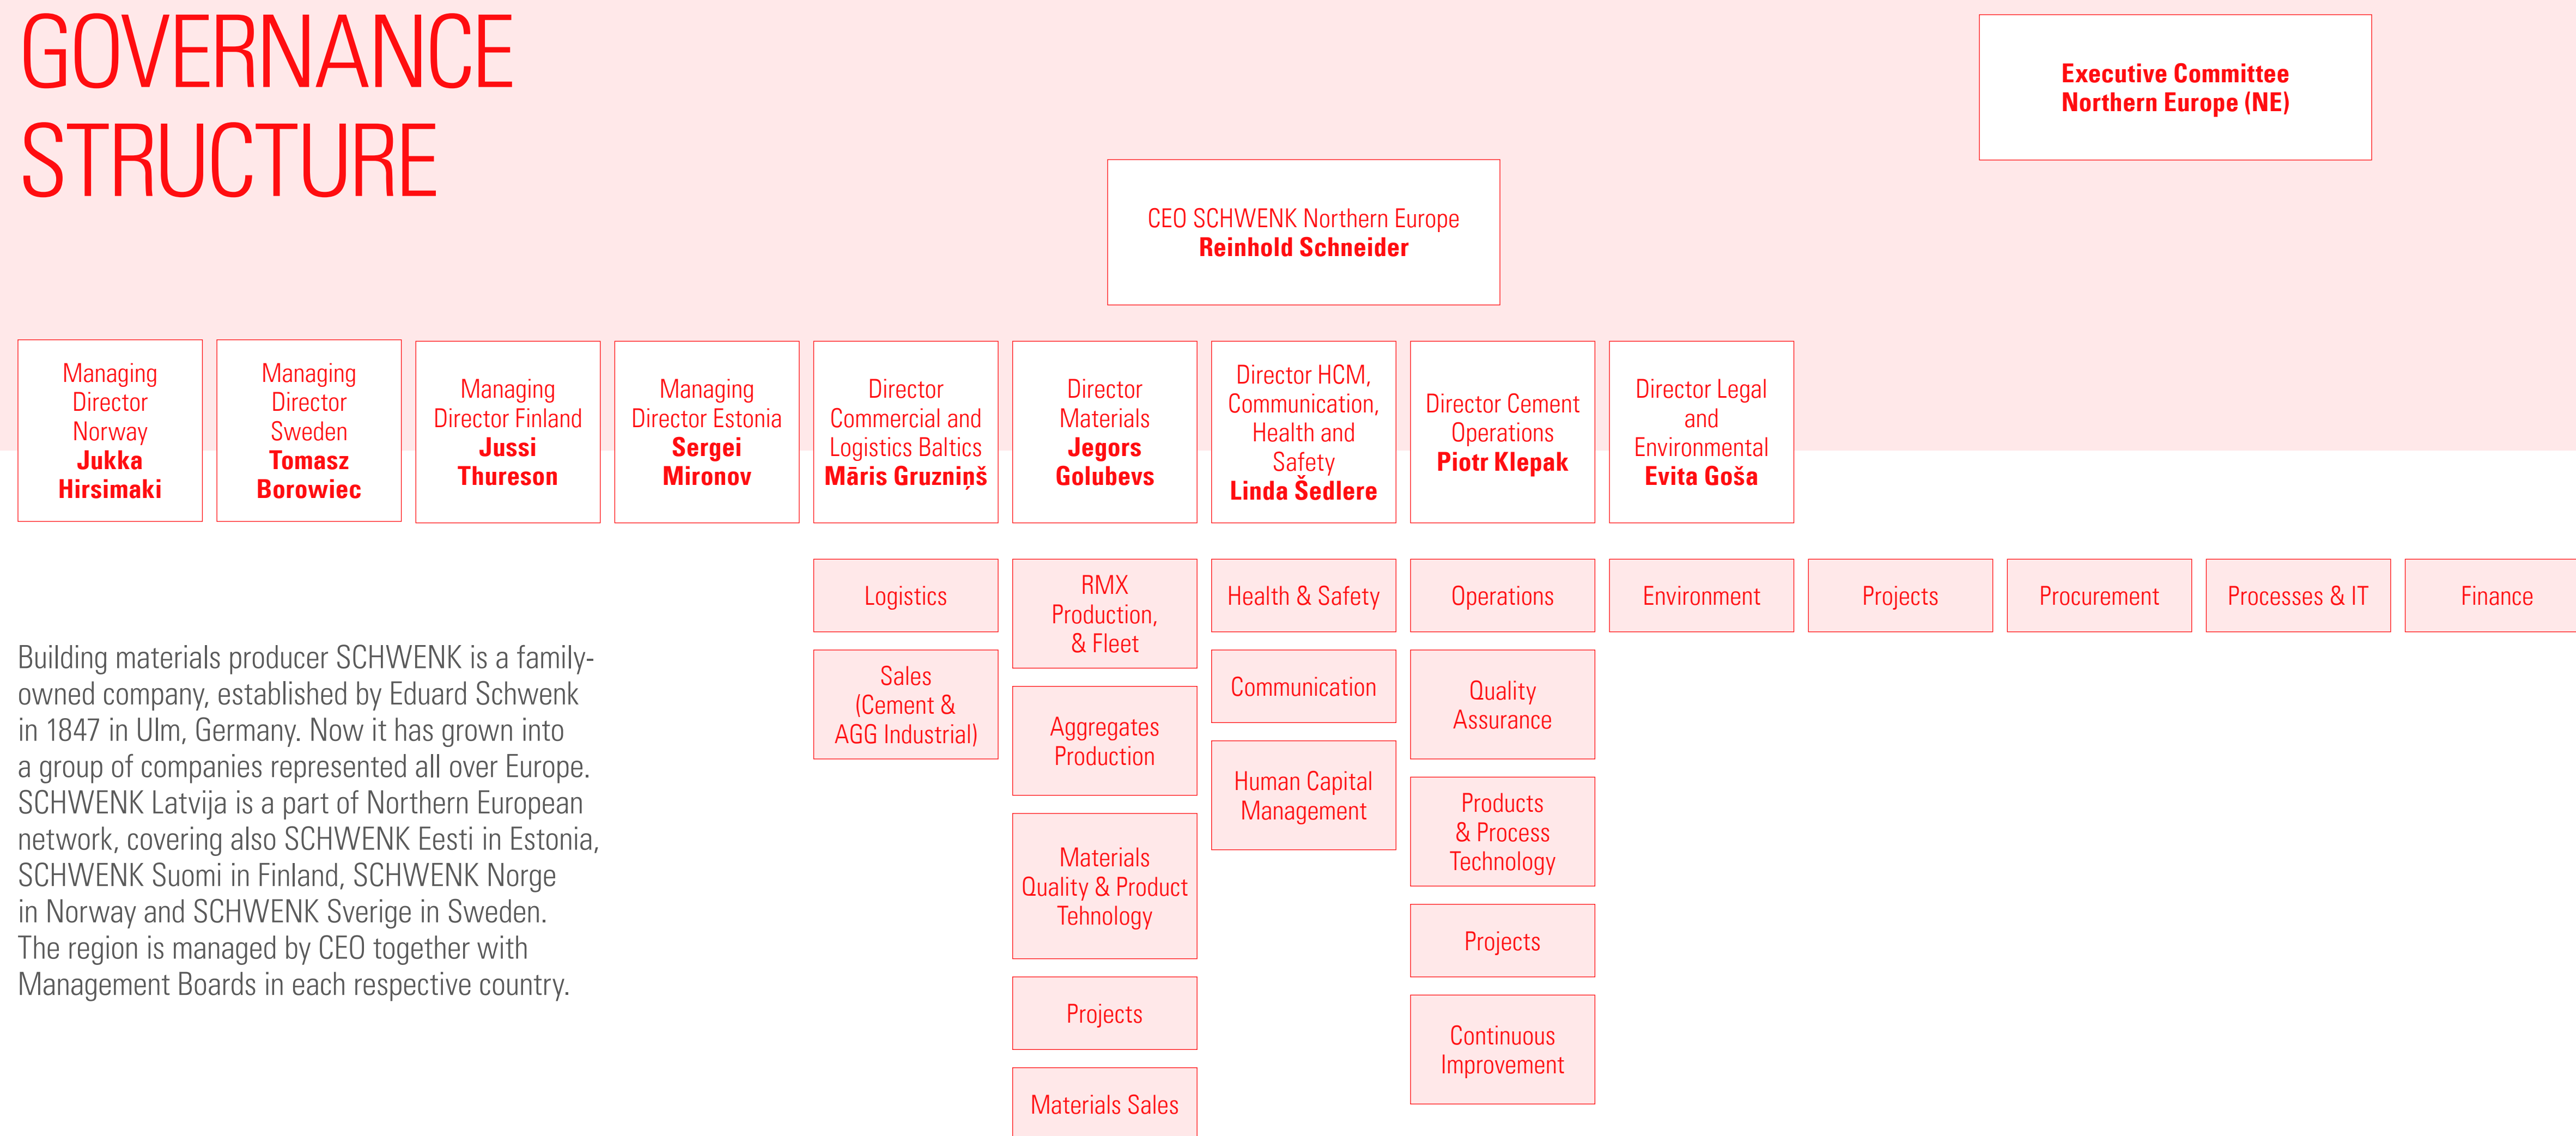 GOVERNANCE
STRUCTURE
Executive Committee
Northern Europe (NE)
CEO SCHWENK Northern Europe
Reinhold Schneider
Managing
Director
Norway
Jukka
Hirsimaki
Managing
Director
Sweden
Tomasz
Borowiec
Managing
Director Finland
Jussi
Thureson
Managing
Director Estonia
Sergei
Mironov
Director
Commercial and
Logistics Baltics
Māris Gruzniņš
Director
Materials
Jegors
Golubevs
Director HCM,
Communication,
Health and
Safety
Linda Šedlere
Director Cement
Operations
Piotr Klepak
Director Legal
and
Environmental
Evita Goša
Logistics
Sales
(Cement &
AGG Industrial)
RMX
Production,
& Fleet
Aggregates
Production
Materials
Quality & Product
Tehnology
Projects
Materials Sales
Health & Safety
Communication
Human Capital
Management
Operations
Quality
Assurance
Products
& Process
Technology
Projects
Continuous
Improvement
Environment
Projects
Procurement
Processes & IT
Finance
Building materials producer SCHWENK is a family-
owned company, established by Eduard Schwenk
in 1847 in Ulm, Germany. Now it has grown into
a group of companies represented all over Europe.
SCHWENK Latvija is a part of Northern European
network, covering also SCHWENK Eesti in Estonia,
SCHWENK Suomi in Finland, SCHWENK Norge
in Norway and SCHWENK Sverige in Sweden.
The region is managed by CEO together with
Management Boards in each respective country.